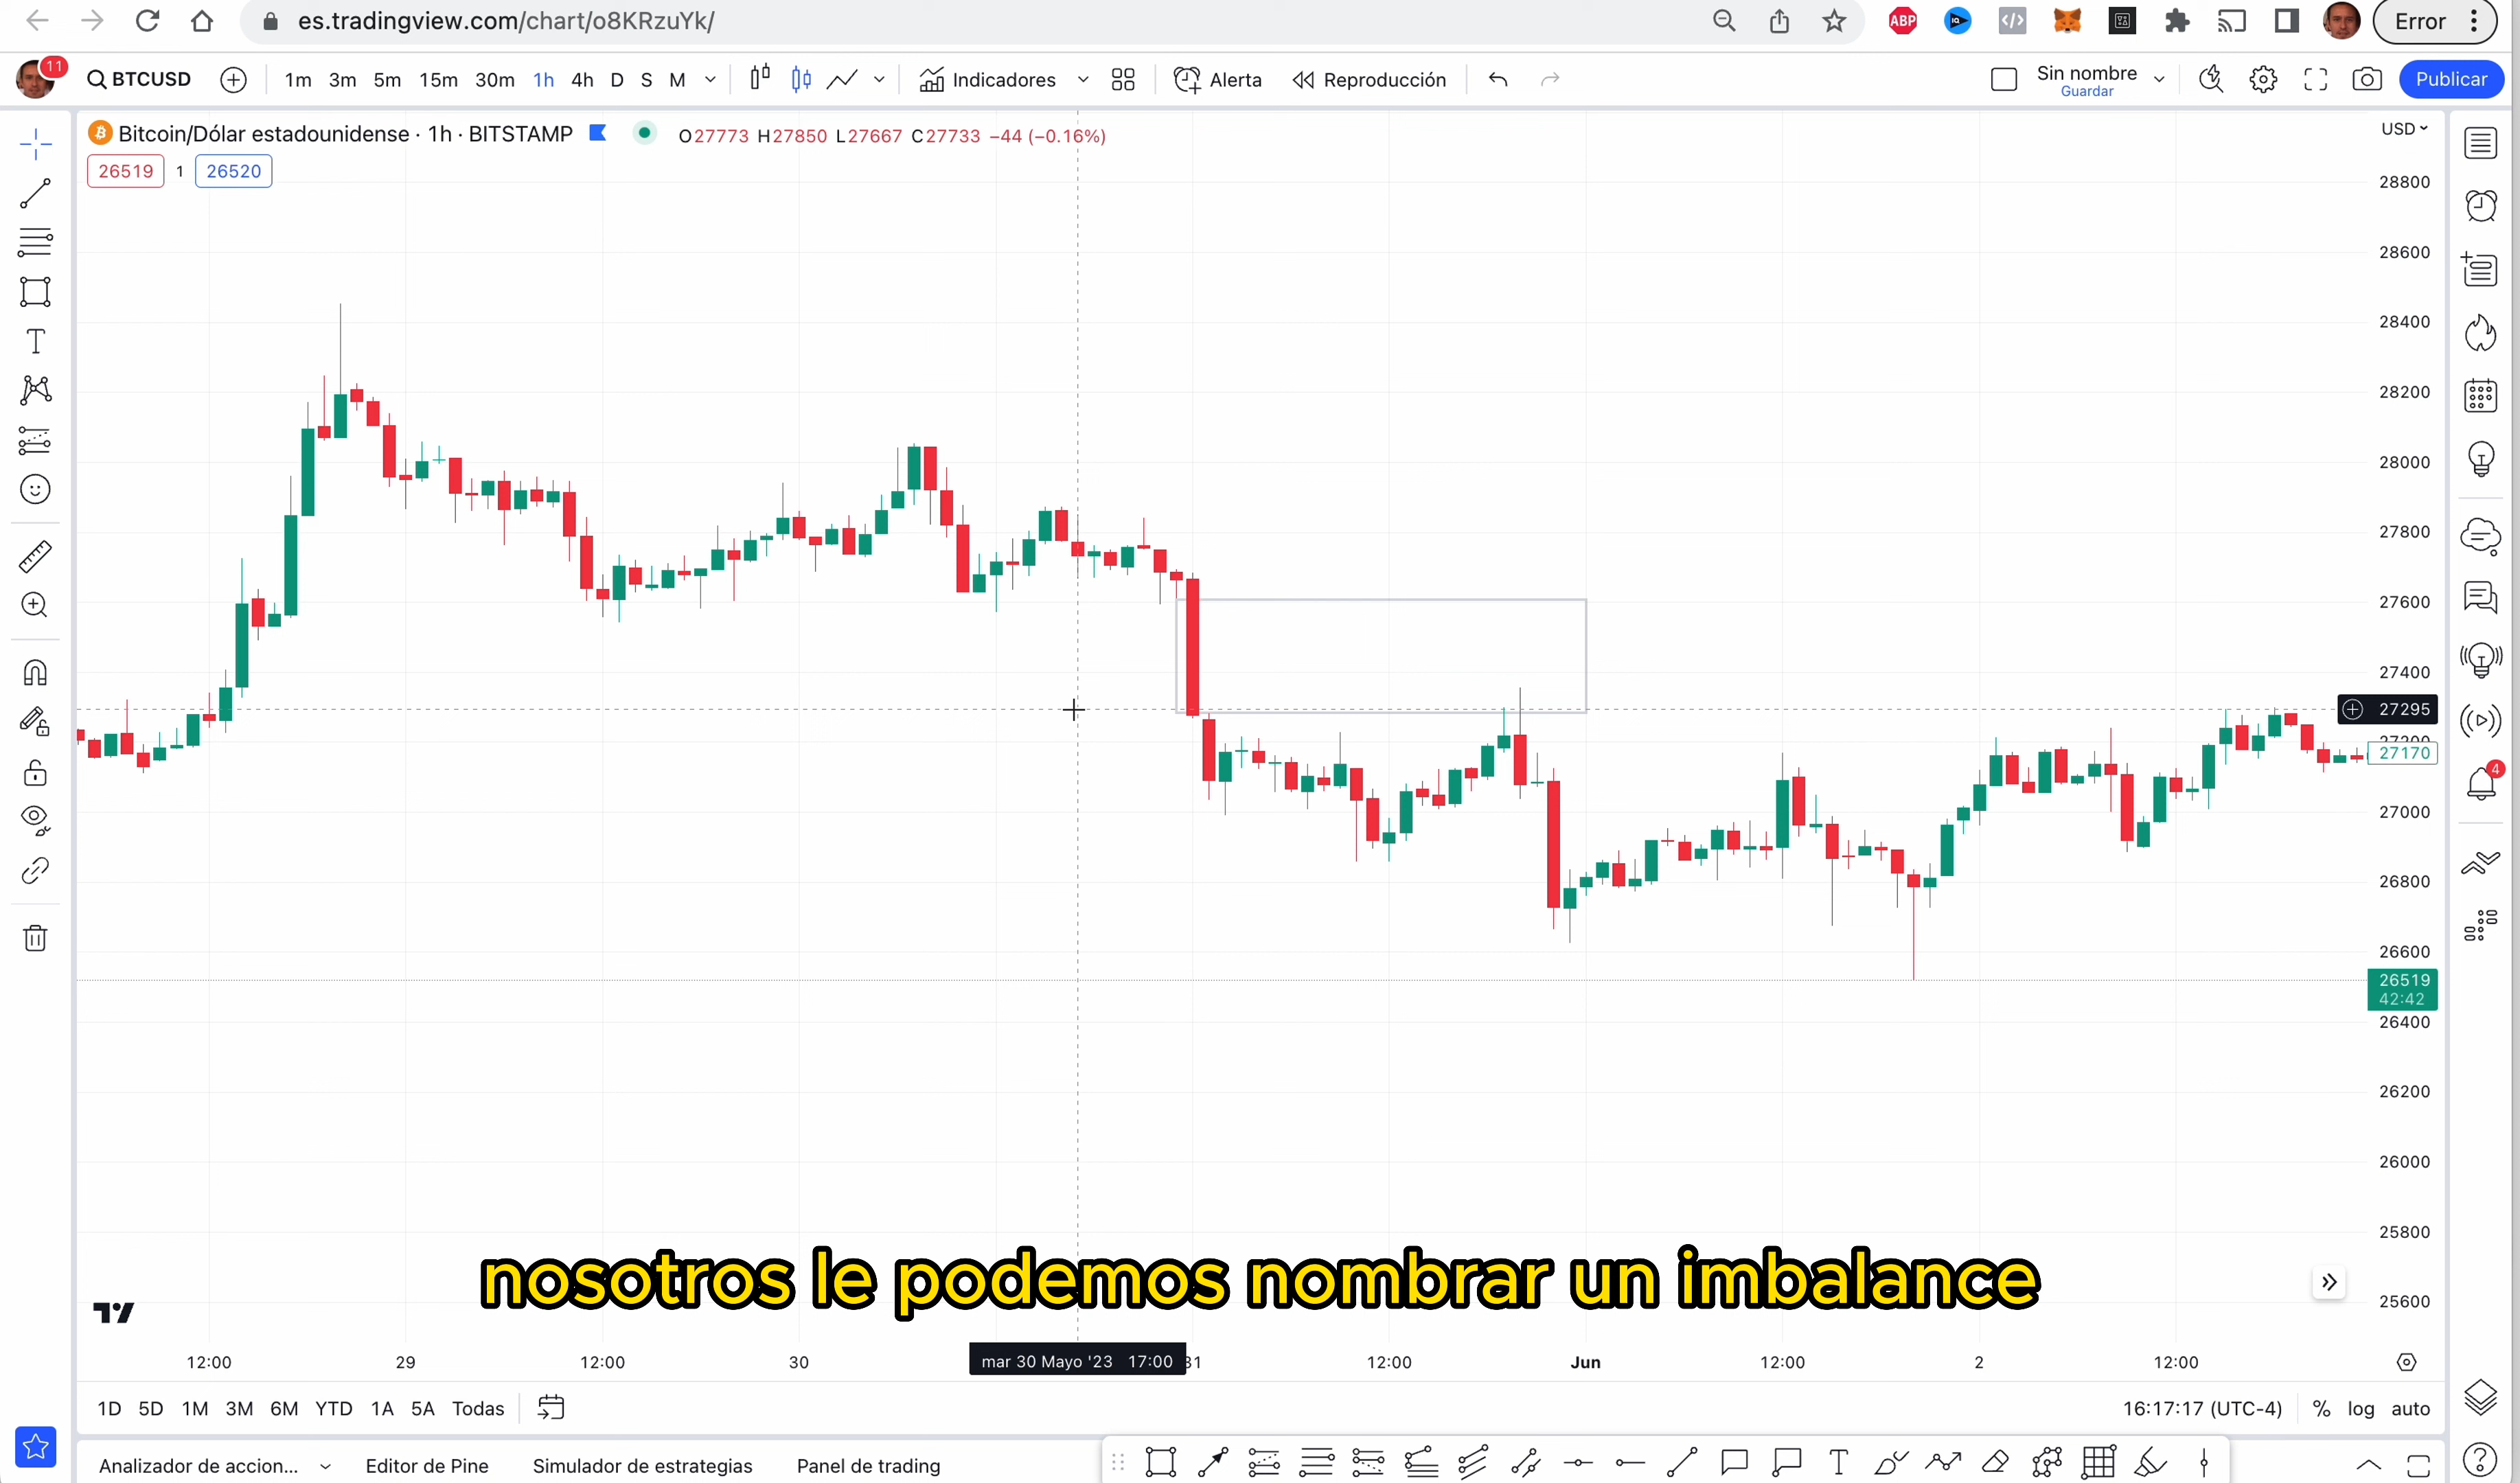 es.tradingview.com/chart/o8KRzuYk/
ABP
IQ
Error
11
BTCUSD
1m 3m 5m 15m 30m 1h 4h D S M
Indicadores
Alerta
Reproducción
Sin nombre
Guardar
Publicar
Bitcoin/Dólar estadounidense · 1h · BITSTAMP
O27773 H27850 L27667 C27733 −44 (−0.16%)
USD
26519 1 26520
28800
28600
28400
28200
28000
27800
27600
27400
27295
27200
27170
27000
26800
26600
26519
42:42
26400
26200
26000
25800
25600
4
nosotros le podemos nombrar un imbalance
12:00 29 12:00 30 mar 30 Mayo '23 17:00 31 12:00 Jun 12:00 2 12:00
1D 5D 1M 3M 6M YTD 1A 5A Todas
16:17:17 (UTC-4) % log auto
Analizador de accion... Editor de Pine Simulador de estrategias Panel de trading